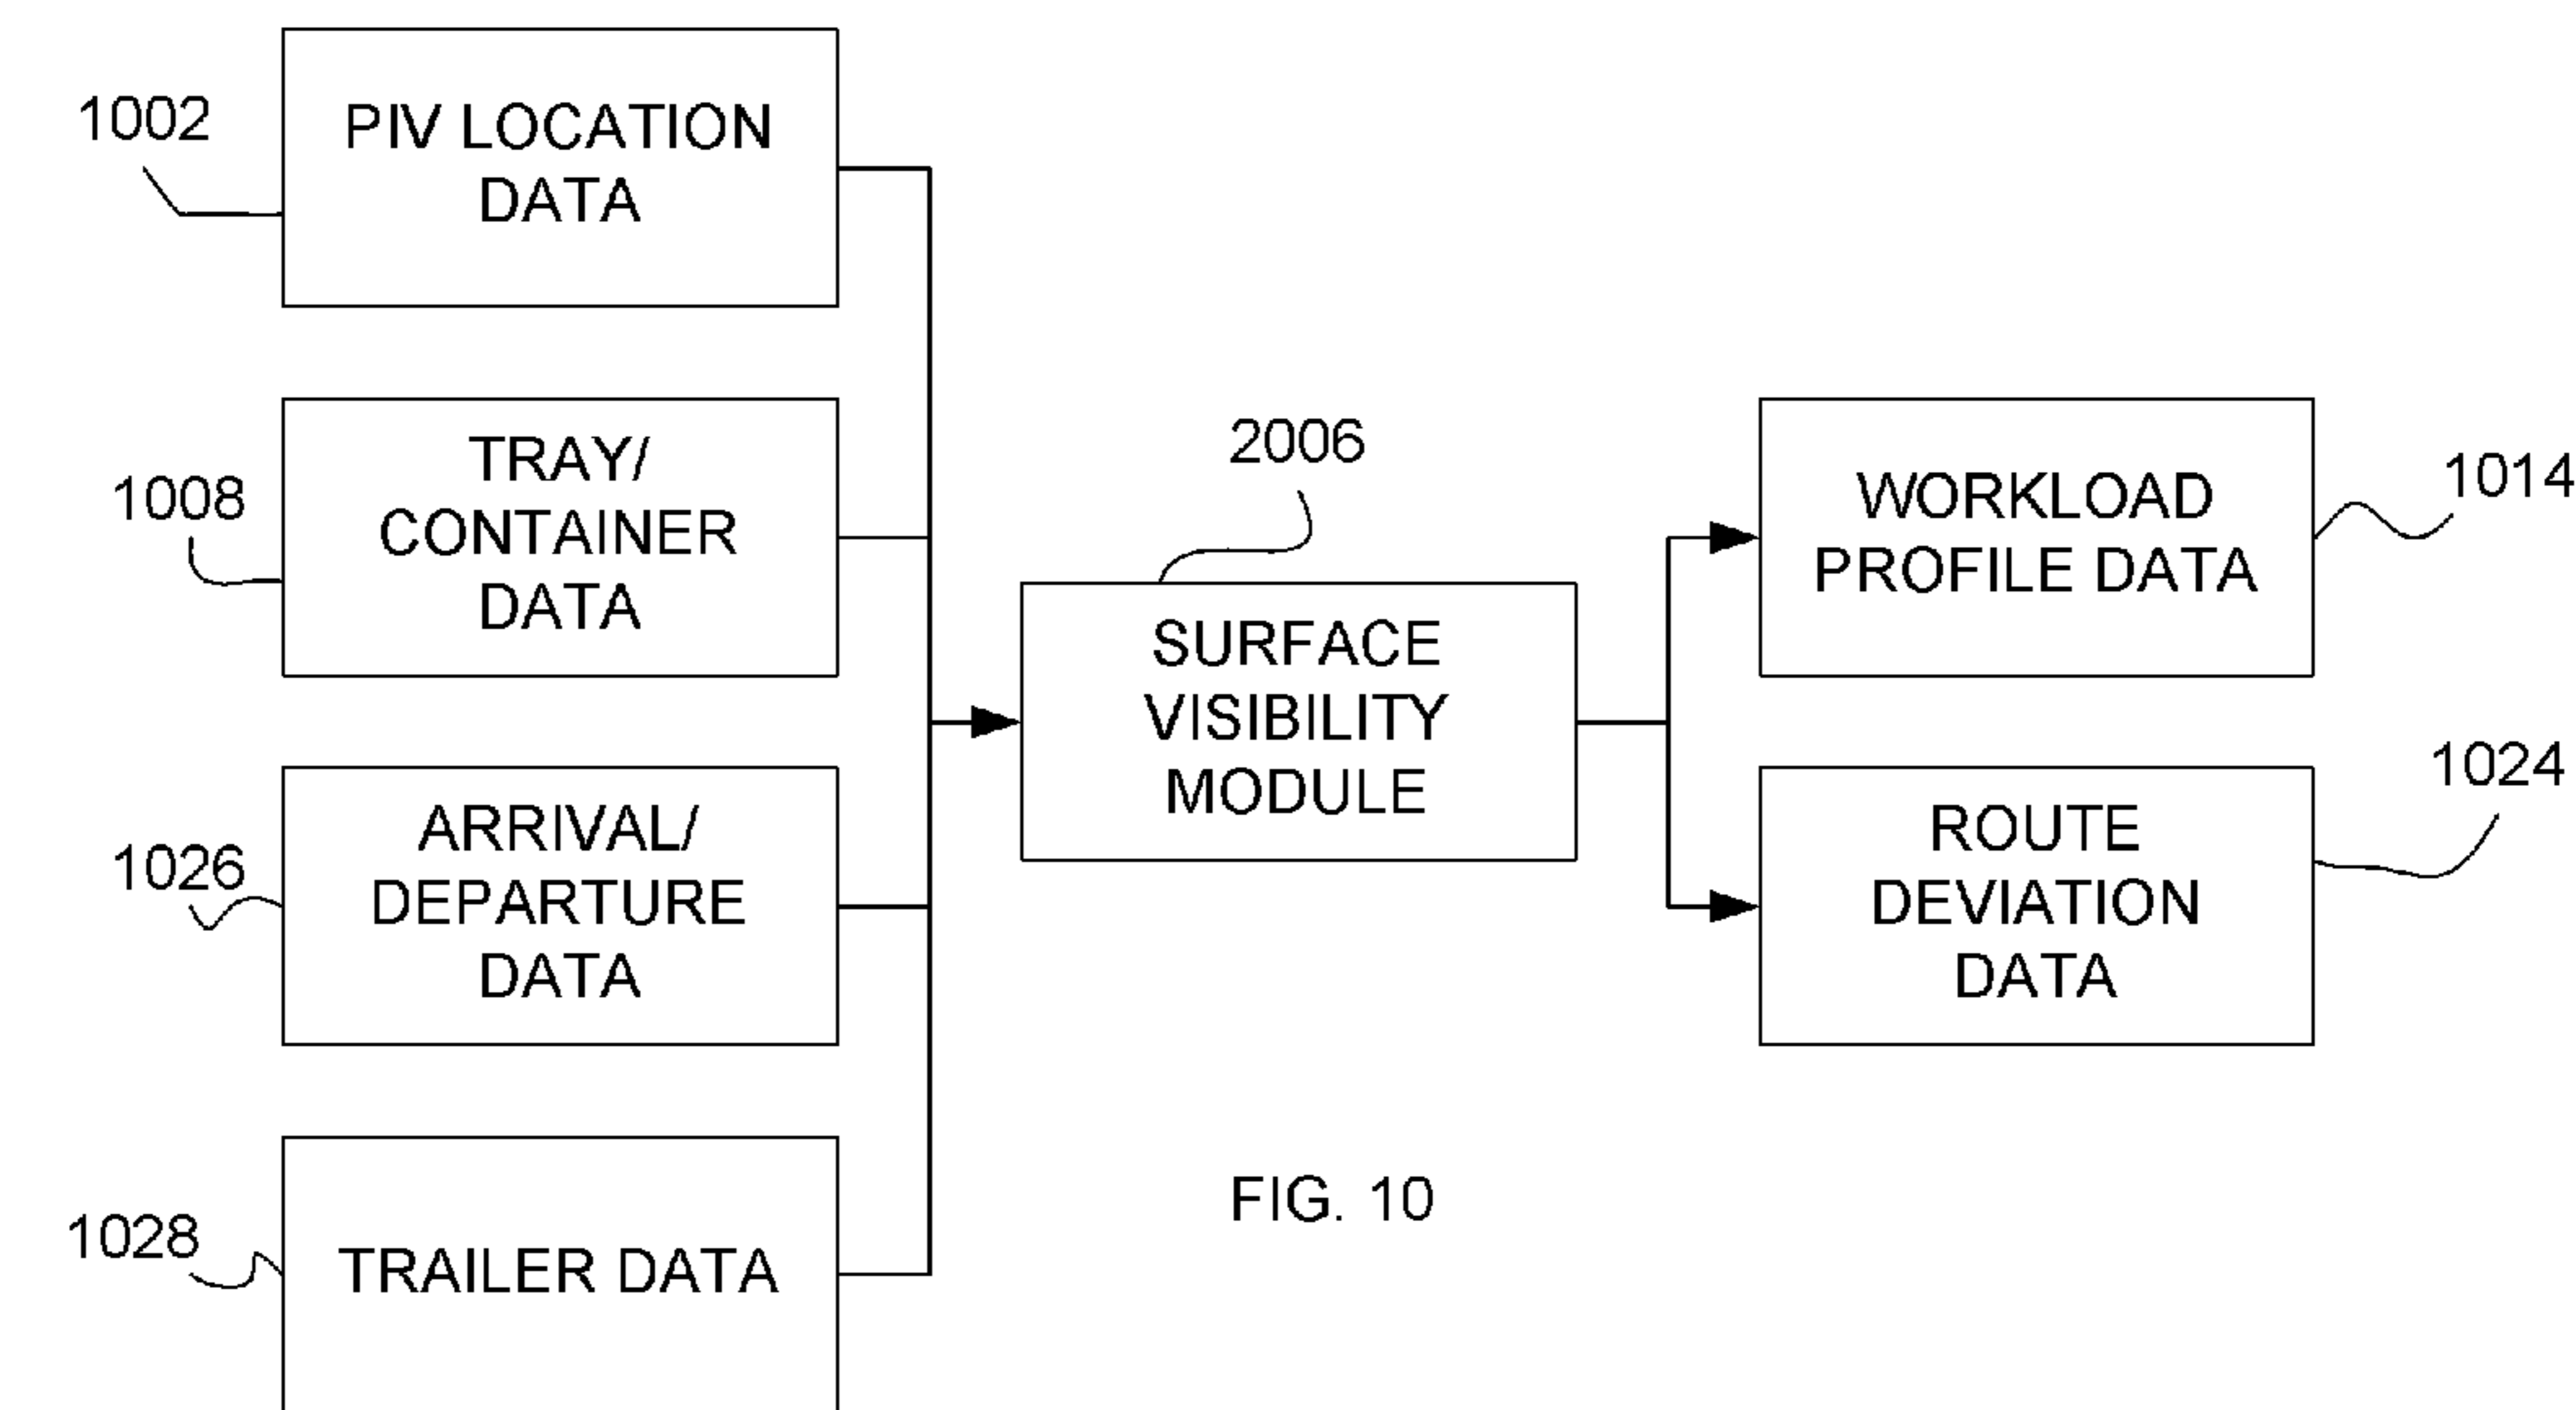 1002
PIV LOCATION
DATA
1008
TRAY/
CONTAINER
DATA
1026
ARRIVAL/
DEPARTURE
DATA
1028
TRAILER DATA
2006
SURFACE
VISIBILITY
MODULE
WORKLOAD
PROFILE DATA
1014
ROUTE
DEVIATION
DATA
1024
FIG. 10